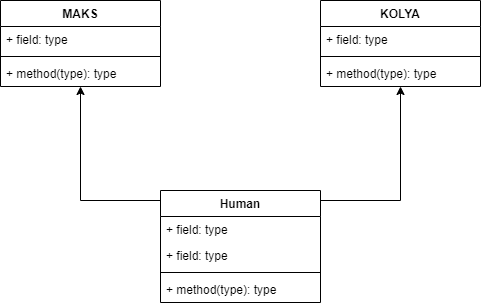 MAKS
+ field: type
+ method(type): type
KOLYA
+ field: type
+ method(type): type
Human
+ field: type
+ field: type
+ method(type): type